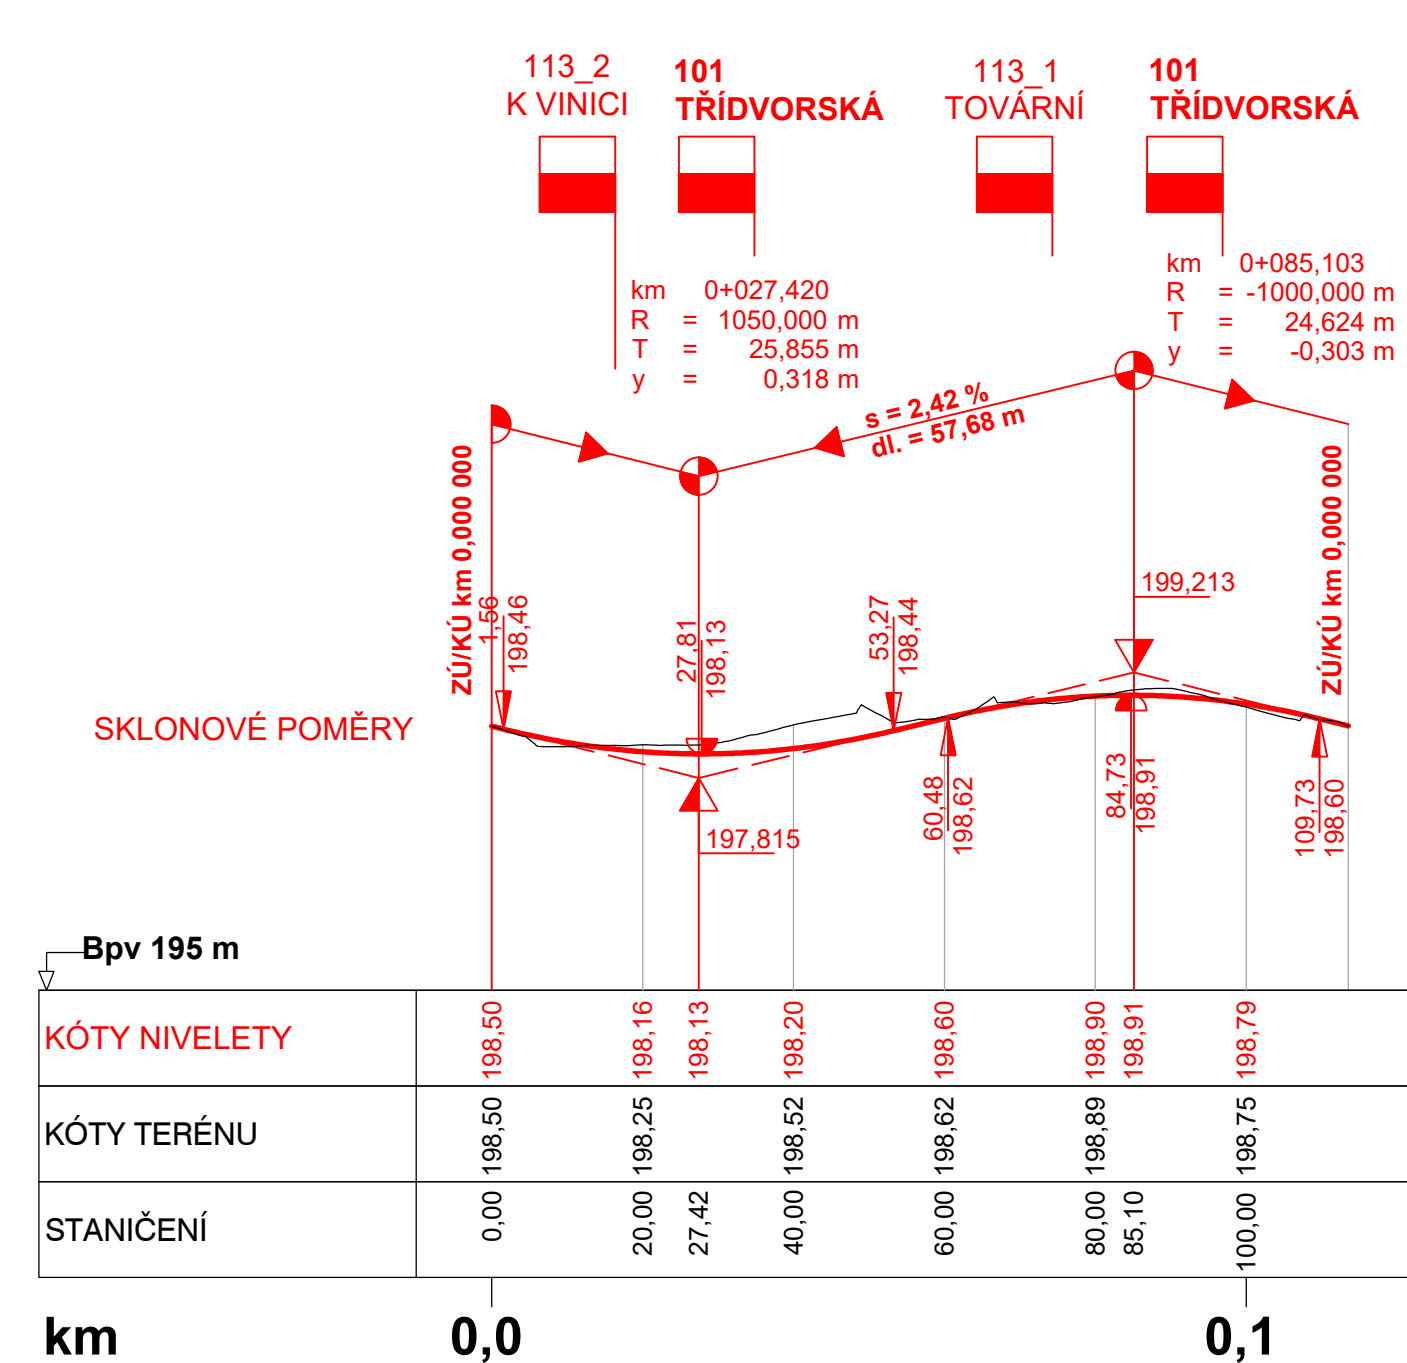 113_2
K VINICI
101
TŘÍDVORSKÁ
113_1
TOVÁRNÍ
101
TŘÍDVORSKÁ
km 0+027,420
R = 1050,000 m
T = 25,855 m
y = 0,318 m
km 0+085,103
R = -1000,000 m
T = 24,624 m
y = -0,303 m
s = 2,42 %
dl. = 57,68 m
ZÚ/KÚ km 0,000 000
1,56
198,46
27,81
198,13
53,27
198,44
199,213
ZÚ/KÚ km 0,000 000
SKLONOVÉ POMĚRY
197,815
60,48
198,62
84,73
198,91
109,73
198,60
Bpv 195 m
KÓTY NIVELETY 198,50 198,16 198,13 198,20 198,60 198,90 198,91 198,79
KÓTY TERÉNU 198,50 198,25 198,52 198,62 198,89 198,75
STANIČENÍ 0,00 20,00 27,42 40,00 60,00 80,00 85,10 100,00
km 0,0 0,1